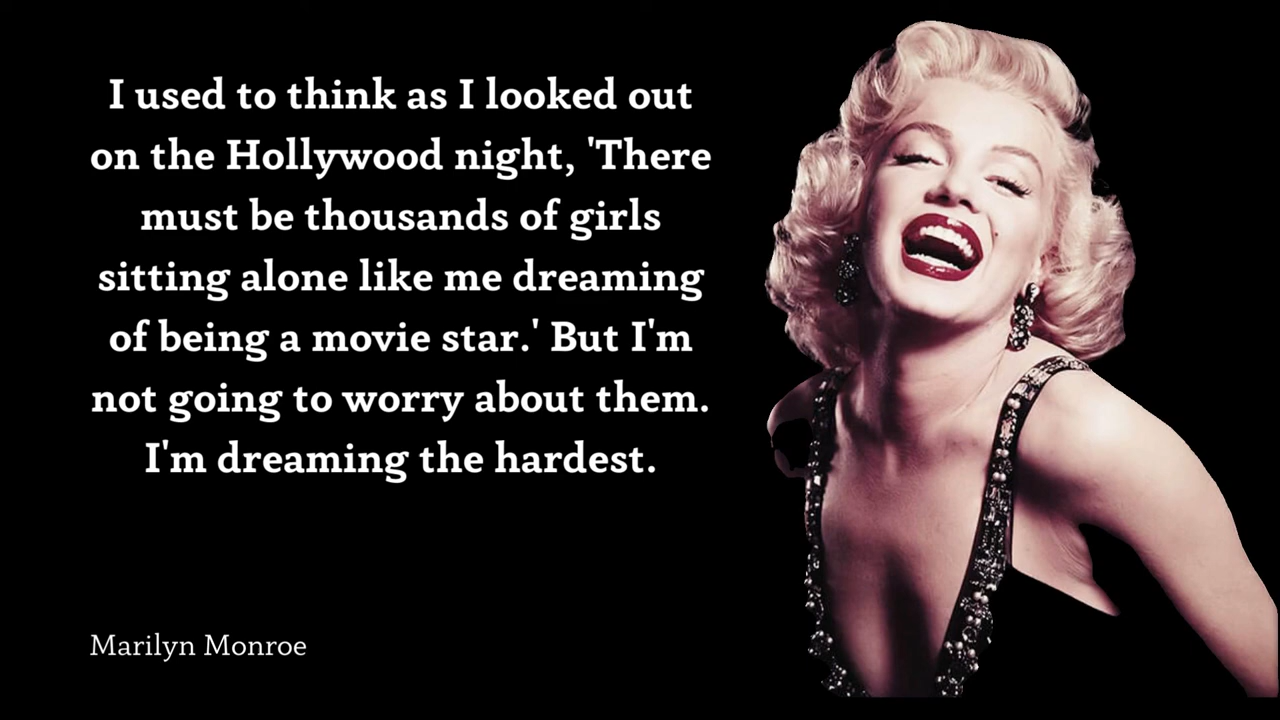 I used to think as I looked out
on the Hollywood night, 'There
must be thousands of girls
sitting alone like me dreaming
of being a movie star.' But I'm
not going to worry about them.
I'm dreaming the hardest.
Marilyn Monroe